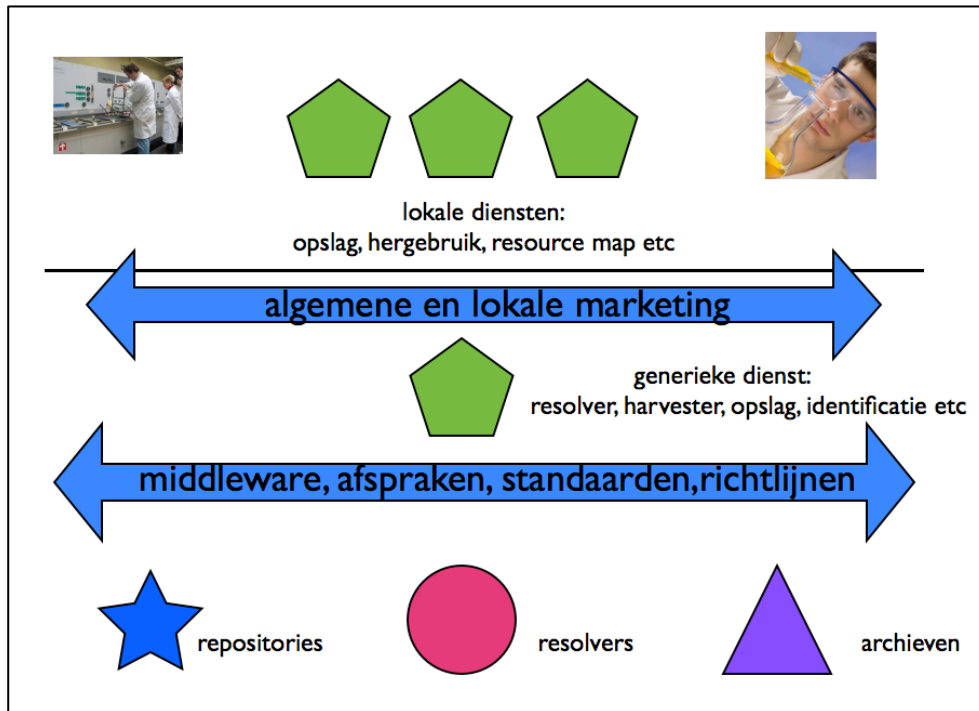 lokale diensten:
opslag, hergebruik, resource map etc
algemene en lokale marketing
generieke dienst:
resolver, harvester, opslag, identificatie etc
middleware, afspraken, standaarden,richtlijnen
repositories
resolvers
archieven